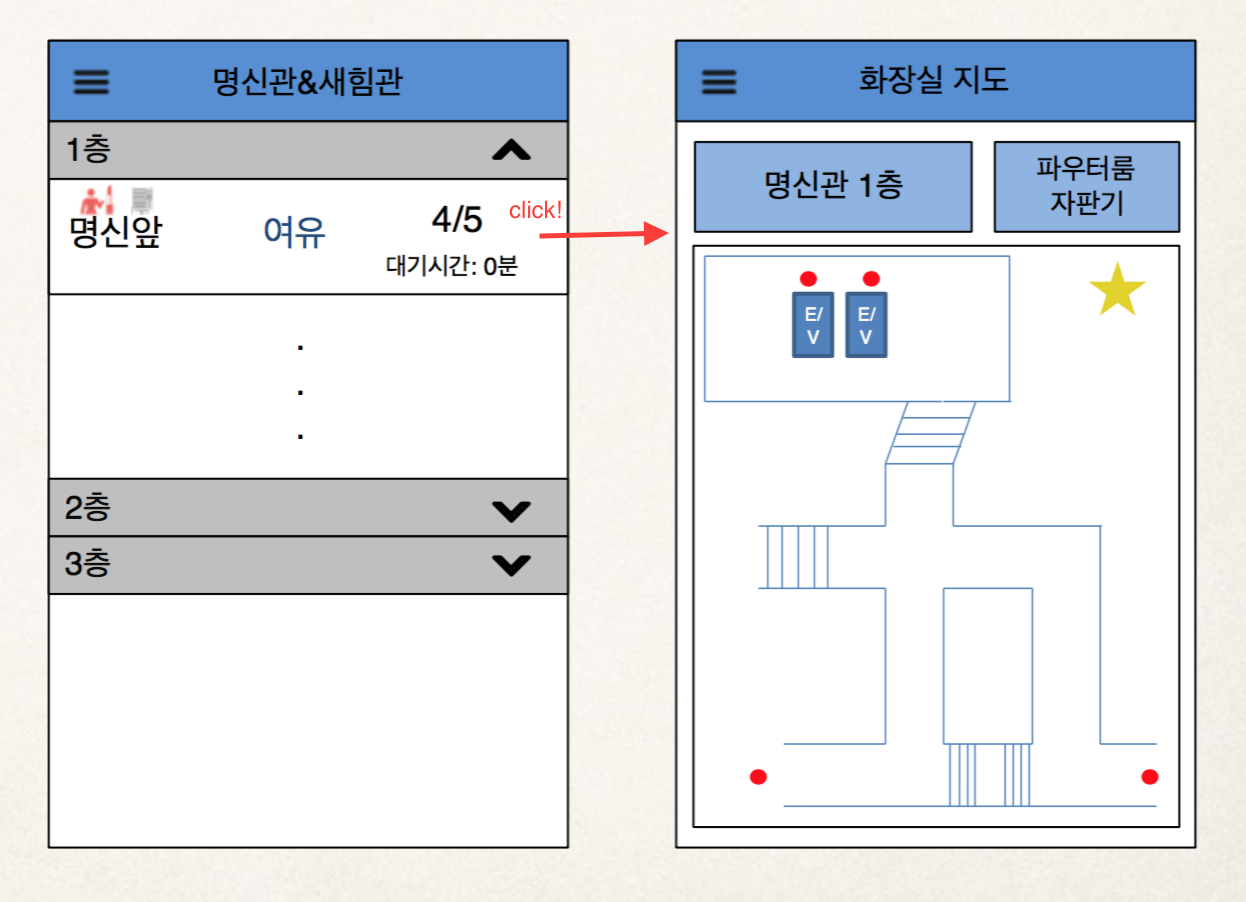 명신관&새힘관
1층
명신앞
여유
4/5
대기시간: 0분
click!
.
.
.
2층
3층
화장실 지도
명신관 1층
파우터룸
자판기
E/
V
E/
V